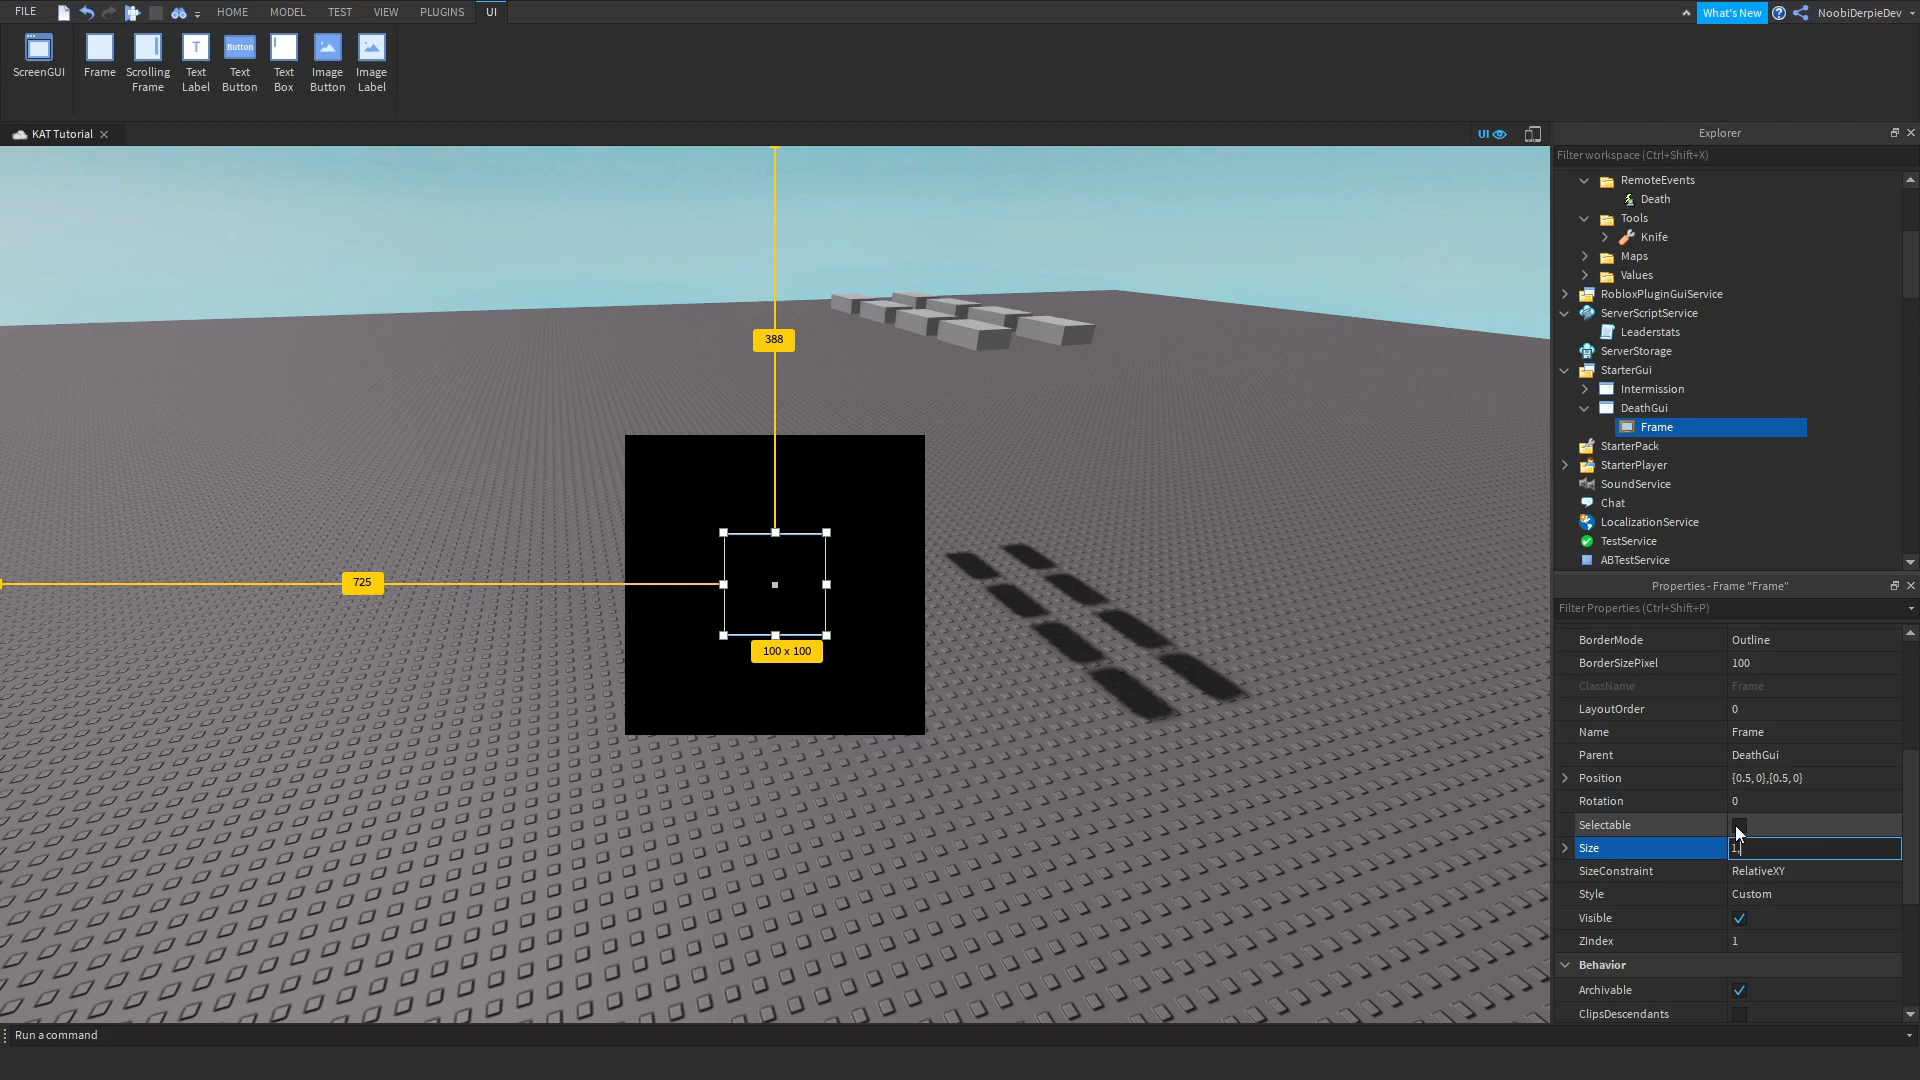 FILE
HOME
MODEL
TEST
VIEW
PLUGINS
UI
What's New
NoobiDerpieDev
ScreenGUI
Frame
Scrolling
Frame
T
Text
Label
Button
Text
Button
Text
Box
Image
Button
Image
Label
KAT Tutorial
UI
388
725
100 x 100
Explorer
Filter workspace (Ctrl+Shift+X)
RemoteEvents
Death
Tools
Knife
Maps
Values
RobloxPluginGuiService
ServerScriptService
Leaderstats
ServerStorage
StarterGui
Intermission
DeathGui
Frame
StarterPack
StarterPlayer
SoundService
Chat
LocalizationService
TestService
ABTestService
Properties - Frame "Frame"
Filter Properties (Ctrl+Shift+P)
BorderMode Outline
BorderSizePixel 100
ClassName Frame
LayoutOrder 0
Name Frame
Parent DeathGui
Position {0.5, 0},{0.5, 0}
Rotation 0
Selectable
Size 1,
SizeConstraint RelativeXY
Style Custom
Visible
ZIndex 1
Behavior
Archivable
ClipsDescendants
Run a command